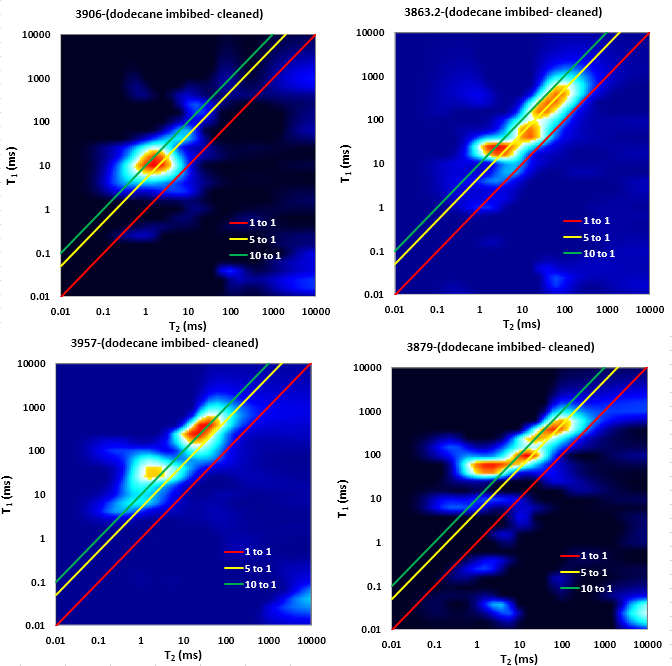 3906-(dodecane imbibed- cleaned)
10000
1000
100
10
1
0.1
0.01
T1 (ms)
0.01 0.1 1 10 100 1000 10000
T2 (ms)
1 to 1
5 to 1
10 to 1
3863.2-(dodecane imbibed- cleaned)
10000
1000
100
10
1
0.1
0.01
T1 (ms)
0.01 0.1 1 10 100 1000 10000
T2 (ms)
1 to 1
5 to 1
10 to 1
3957-(dodecane imbibed- cleaned)
10000
1000
100
10
1
0.1
0.01
T1 (ms)
0.01 0.1 1 10 100 1000 10000
T2 (ms)
1 to 1
5 to 1
10 to 1
3879-(dodecane imbibed- cleaned)
10000
1000
100
10
1
0.1
0.01
T1 (ms)
0.01 0.1 1 10 100 1000 10000
T2 (ms)
1 to 1
5 to 1
10 to 1